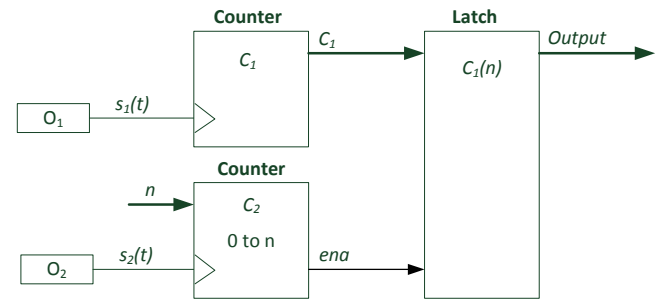 Counter
Latch
C₁
C₁
Output
C₁(n)
O₁
s₁(t)
Counter
n
C₂
0 to n
O₂
s₂(t)
ena